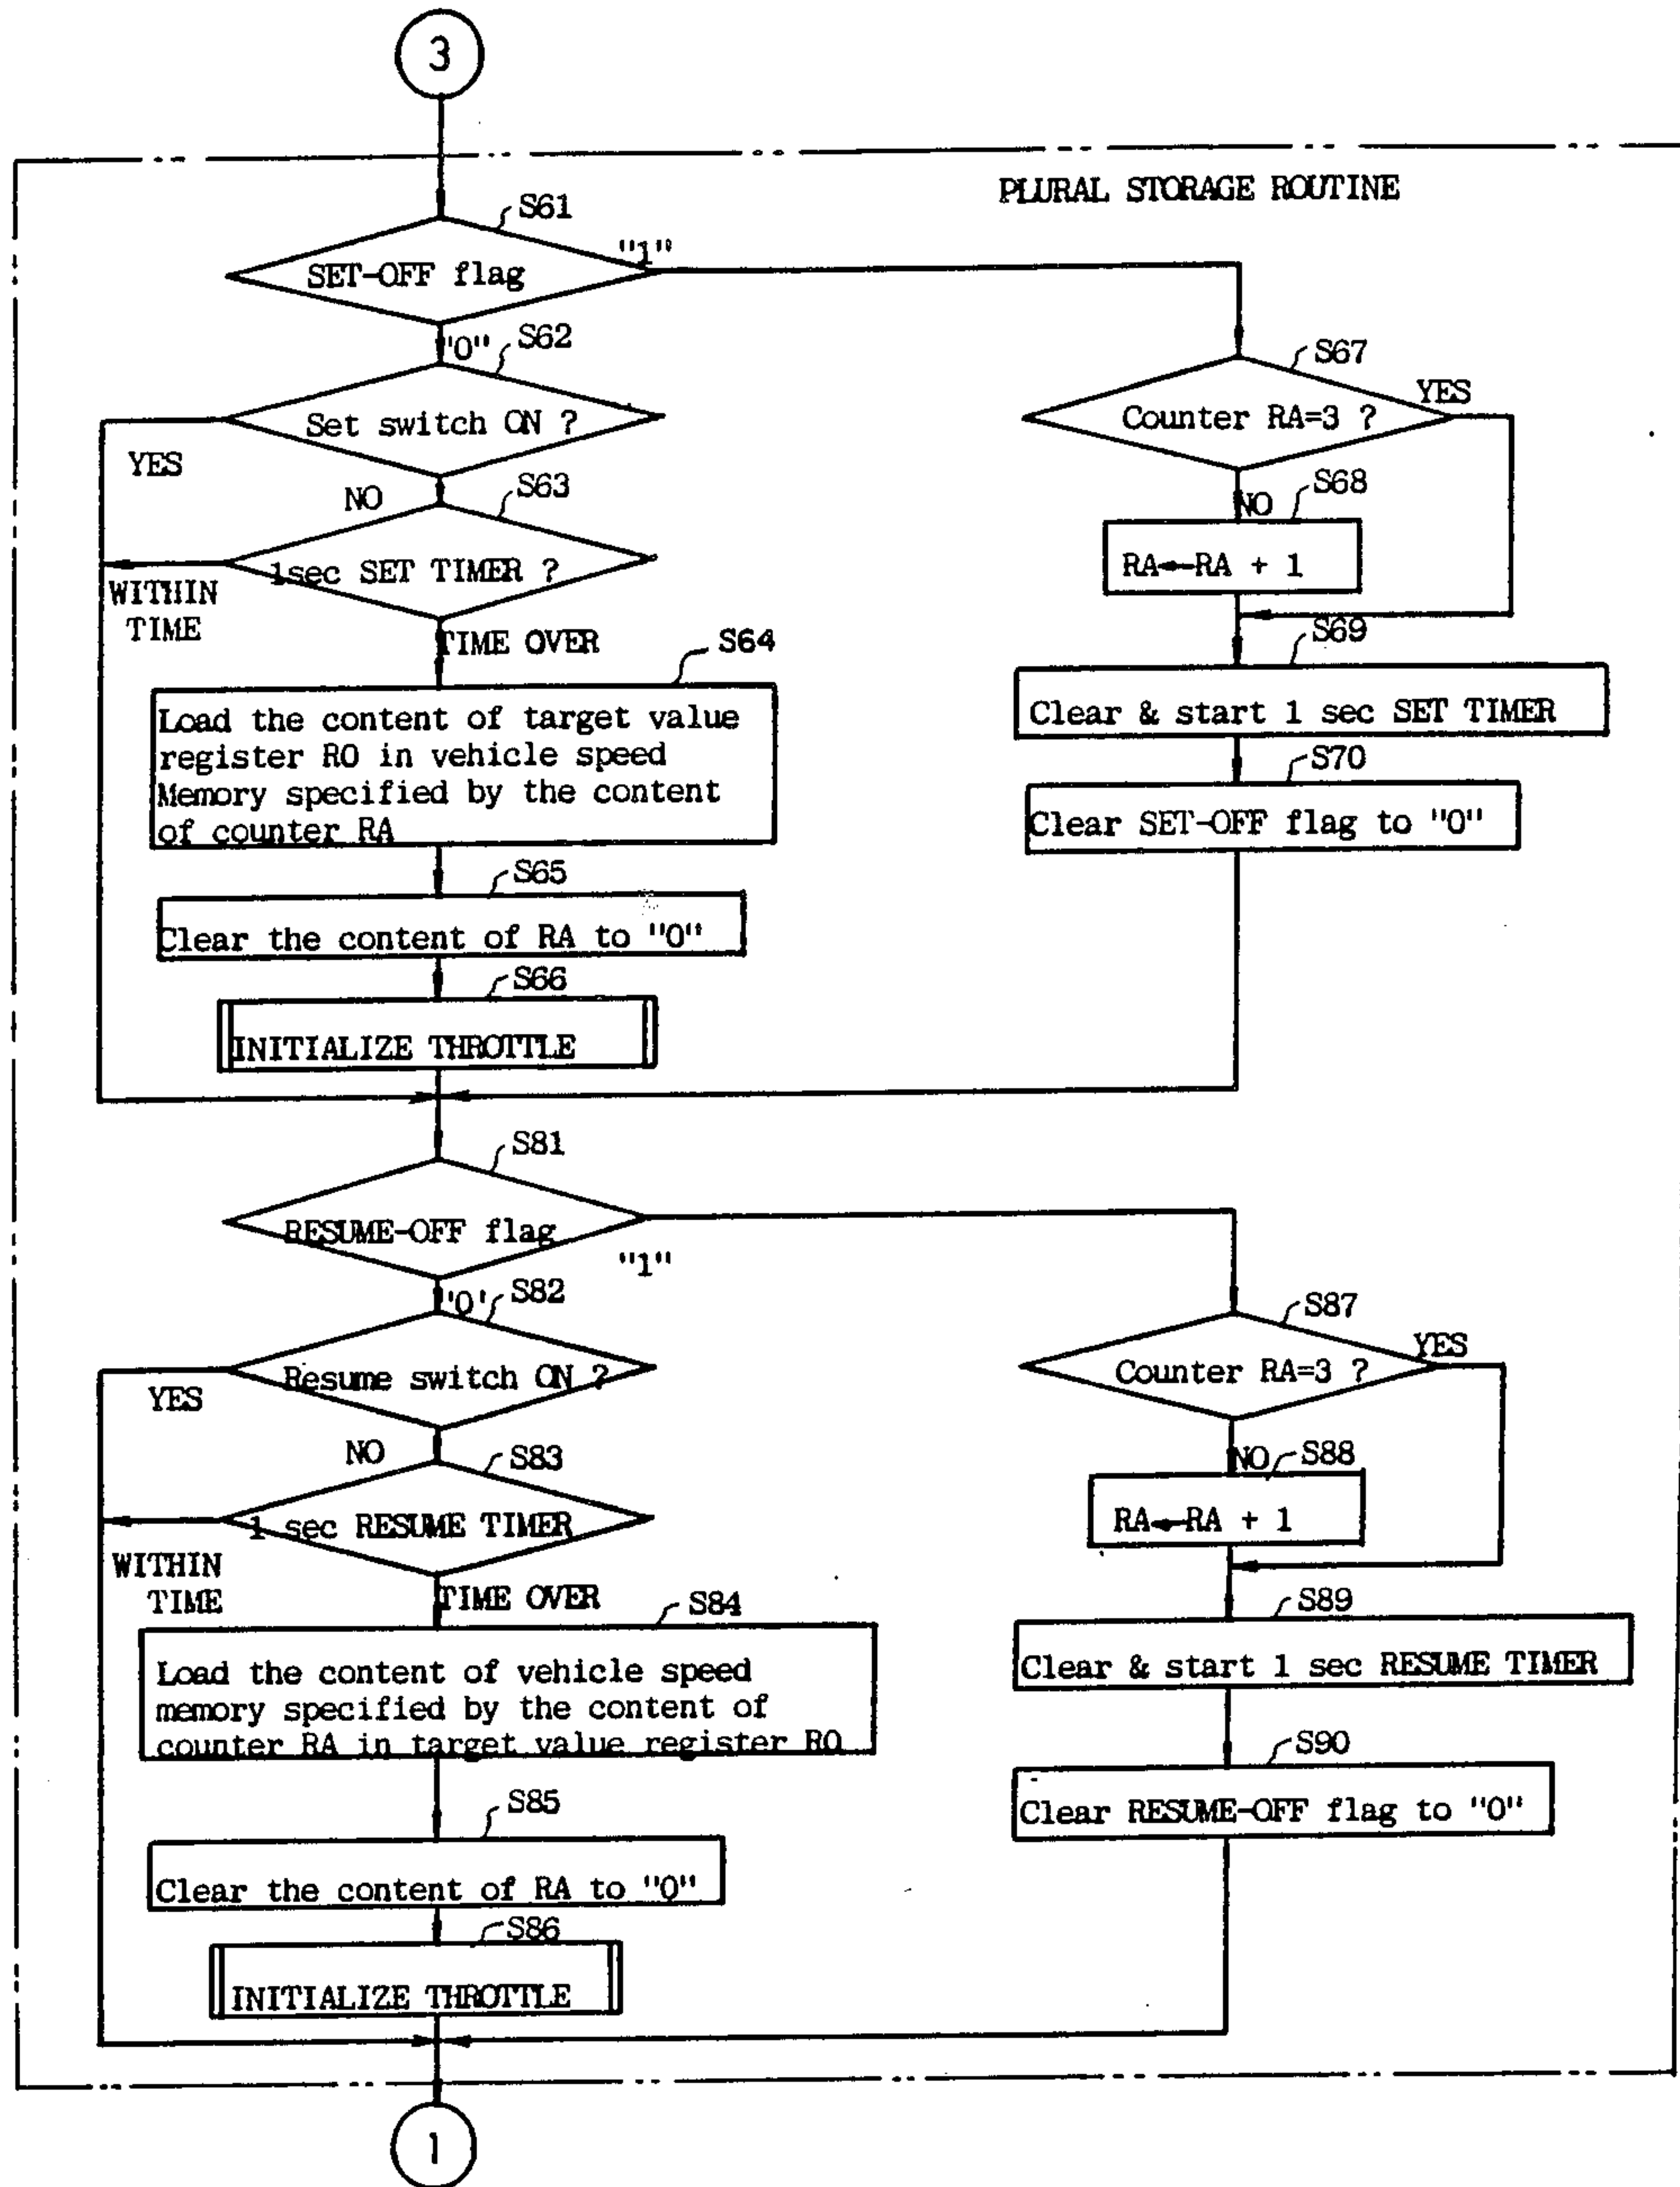 3
PLURAL STORAGE ROUTINE
S61
SET-OFF flag
"1"
"0"
S62
Set switch ON ?
YES
NO
S63
1sec SET TIMER ?
WITHIN
TIME
TIME OVER
S64
Load the content of target value
register RO in vehicle speed
Memory specified by the content
of counter RA
S65
Clear the content of RA to "0"
S66
INITIALIZE THROTTLE
S67
Counter RA=3 ?
YES
NO
S68
RA←RA + 1
S69
Clear & start 1 sec SET TIMER
S70
Clear SET-OFF flag to "0"
S81
RESUME-OFF flag
"1"
'0'
S82
Resume switch ON ?
YES
NO
S83
1 sec RESUME TIMER
WITHIN
TIME
TIME OVER
S84
Load the content of vehicle speed
memory specified by the content of
counter RA in target value register RO
S85
Clear the content of RA to "0"
S86
INITIALIZE THROTTLE
S87
Counter RA=3 ?
YES
NO
S88
RA←RA + 1
S89
Clear & start 1 sec RESUME TIMER
S90
Clear RESUME-OFF flag to "0"
1